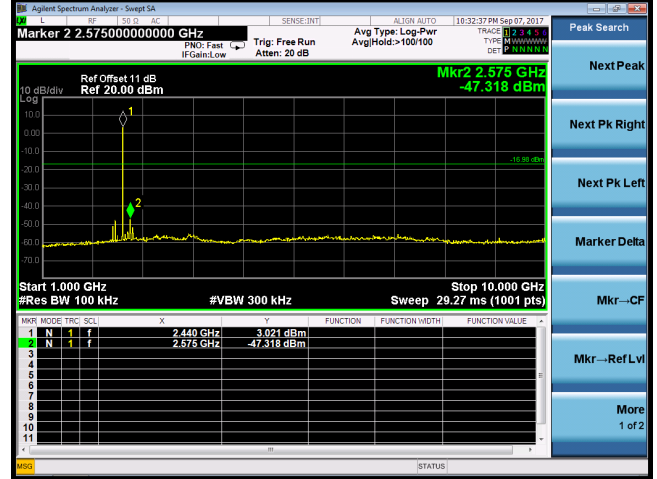 Agilent Spectrum Analyzer - Swept SA
L RF 50 Ω AC SENSE:INT ALIGN AUTO 10:32:37 PM Sep 07, 2017
Marker 2 2.575000000000 GHz
PNO: Fast
IFGain:Low
Trig: Free Run
Atten: 20 dB
Avg Type: Log-Pwr
Avg|Hold:>100/100
TRACE 1 2 3 4 5 6
TYPE M WWWWW
DET P N N N N N
Ref Offset 11 dB
10 dB/div Ref 20.00 dBm
Log
Mkr2 2.575 GHz
-47.318 dBm
10.0
0.00
-10.0
-20.0
-30.0
-40.0
-50.0
-60.0
-70.0
1
2
-16.98 dBm
Start 1.000 GHz Stop 10.000 GHz
#Res BW 100 kHz #VBW 300 kHz Sweep 29.27 ms (1001 pts)
MKR MODE TRC SCL X Y FUNCTION FUNCTION WIDTH FUNCTION VALUE
1 N 1 f 2.440 GHz 3.021 dBm
2 N 1 f 2.575 GHz -47.318 dBm
3
4
5
6
7
8
9
10
11
MSG STATUS
Peak Search
Next Peak
Next Pk Right
Next Pk Left
Marker Delta
Mkr→CF
Mkr→Ref Lvl
More
1 of 2